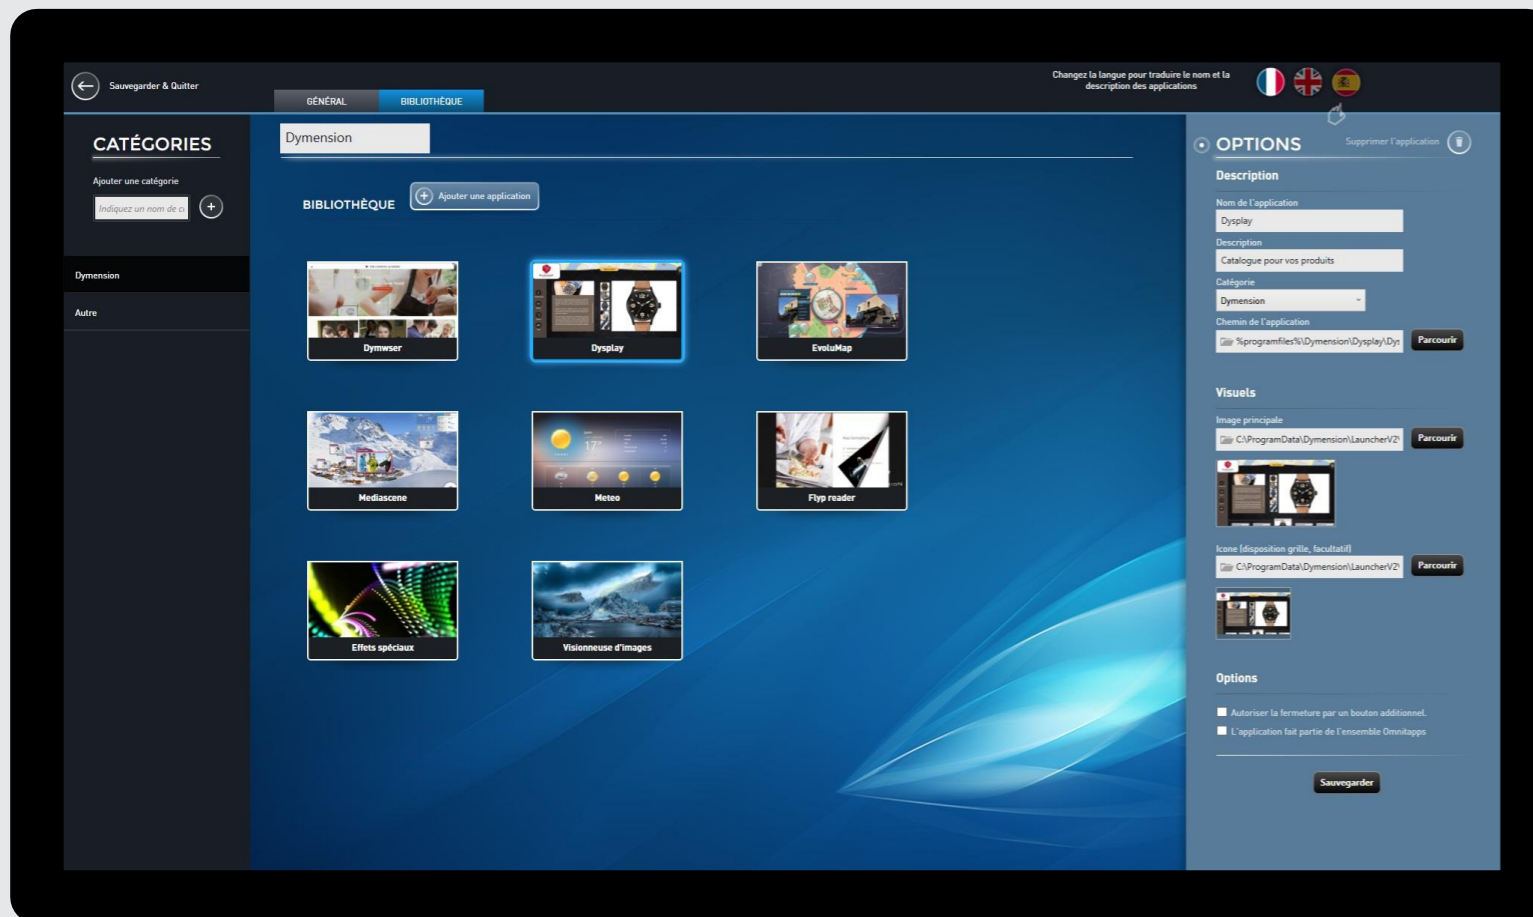 Sauvegarder & Quitter
GÉNÉRAL
BIBLIOTHÈQUE
Changez la langue pour traduire le nom et la
description des applications
CATÉGORIES
Ajouter une catégorie
Indiquez un nom de c
Dymension
Autre
Dymension
BIBLIOTHÈQUE
Ajouter une application
Dymwser
Dysplay
EvoluMap
Mediascene
17°
Meteo
Flyp reader
Effets spéciaux
Visionneuse d'images
OPTIONS
Supprimer l'application
Description
Nom de l'application
Dysplay
Description
Catalogue pour vos produits
Catégorie
Dymension
Chemin de l'application
%programfiles%\Dymension\Dysplay\Dys
Parcourir
Visuels
Image principale
C:\ProgramData\Dymension\LauncherV2\
Parcourir
Icone (disposition grille, facultatif)
C:\ProgramData\Dymension\LauncherV2\
Parcourir
Options
Autoriser la fermeture par un bouton additionnel.
L'application fait partie de l'ensemble Omnitapps
Sauvegarder